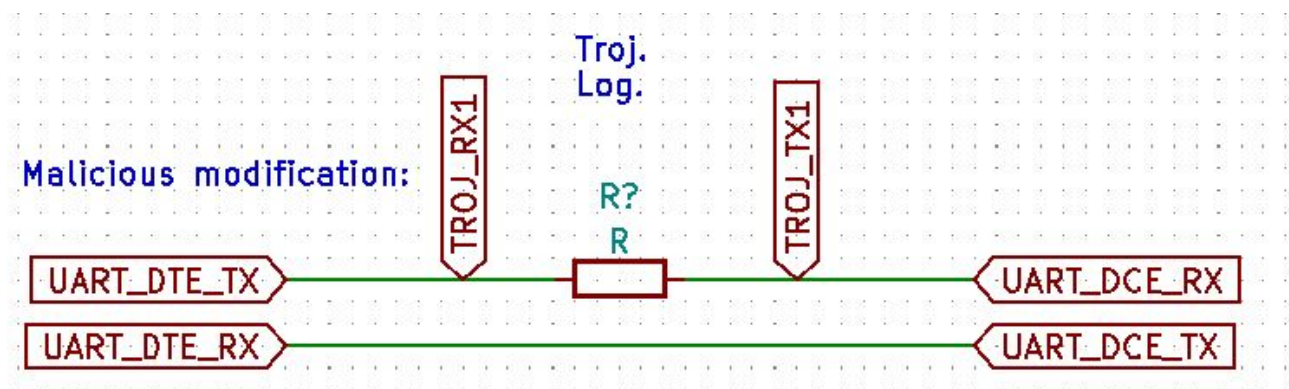 Troj.
Log.
TROJ_RX1
TROJ_TX1
Malicious modification:
R?
R
UART_DTE_TX
UART_DCE_RX
UART_DTE_RX
UART_DCE_TX